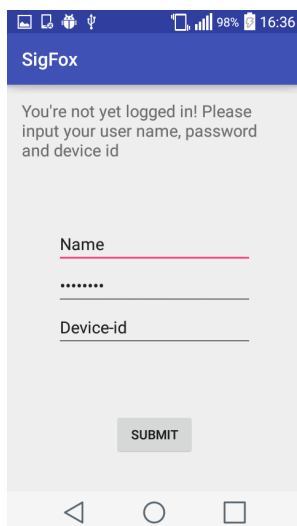 98% 16:36
SigFox
You're not yet logged in! Please
input your user name, password
and device id
Name
••••••••
Device-id
SUBMIT